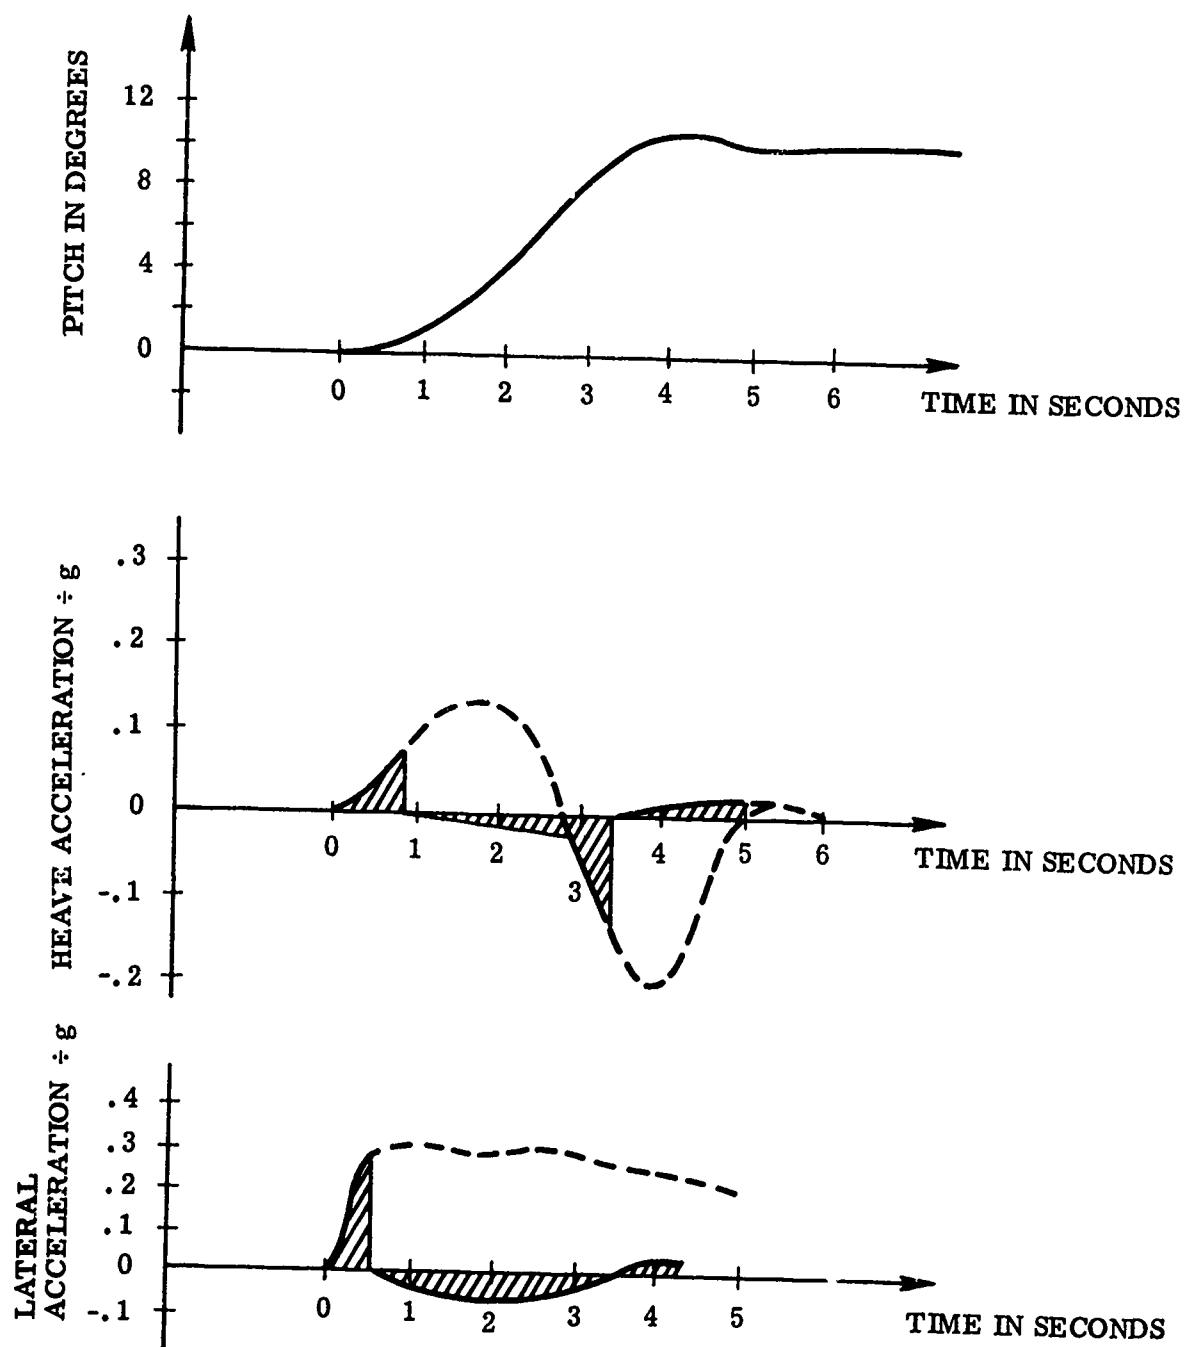 PITCH IN DEGREES
12
8
4
0
0 1 2 3 4 5 6
TIME IN SECONDS
HEAVE ACCELERATION ÷ g
.3
.2
.1
0
-.1
-.2
0 1 2 3 4 5 6
TIME IN SECONDS
LATERAL
ACCELERATION ÷ g
.4
.3
.2
.1
0
-.1
0 1 2 3 4 5
TIME IN SECONDS